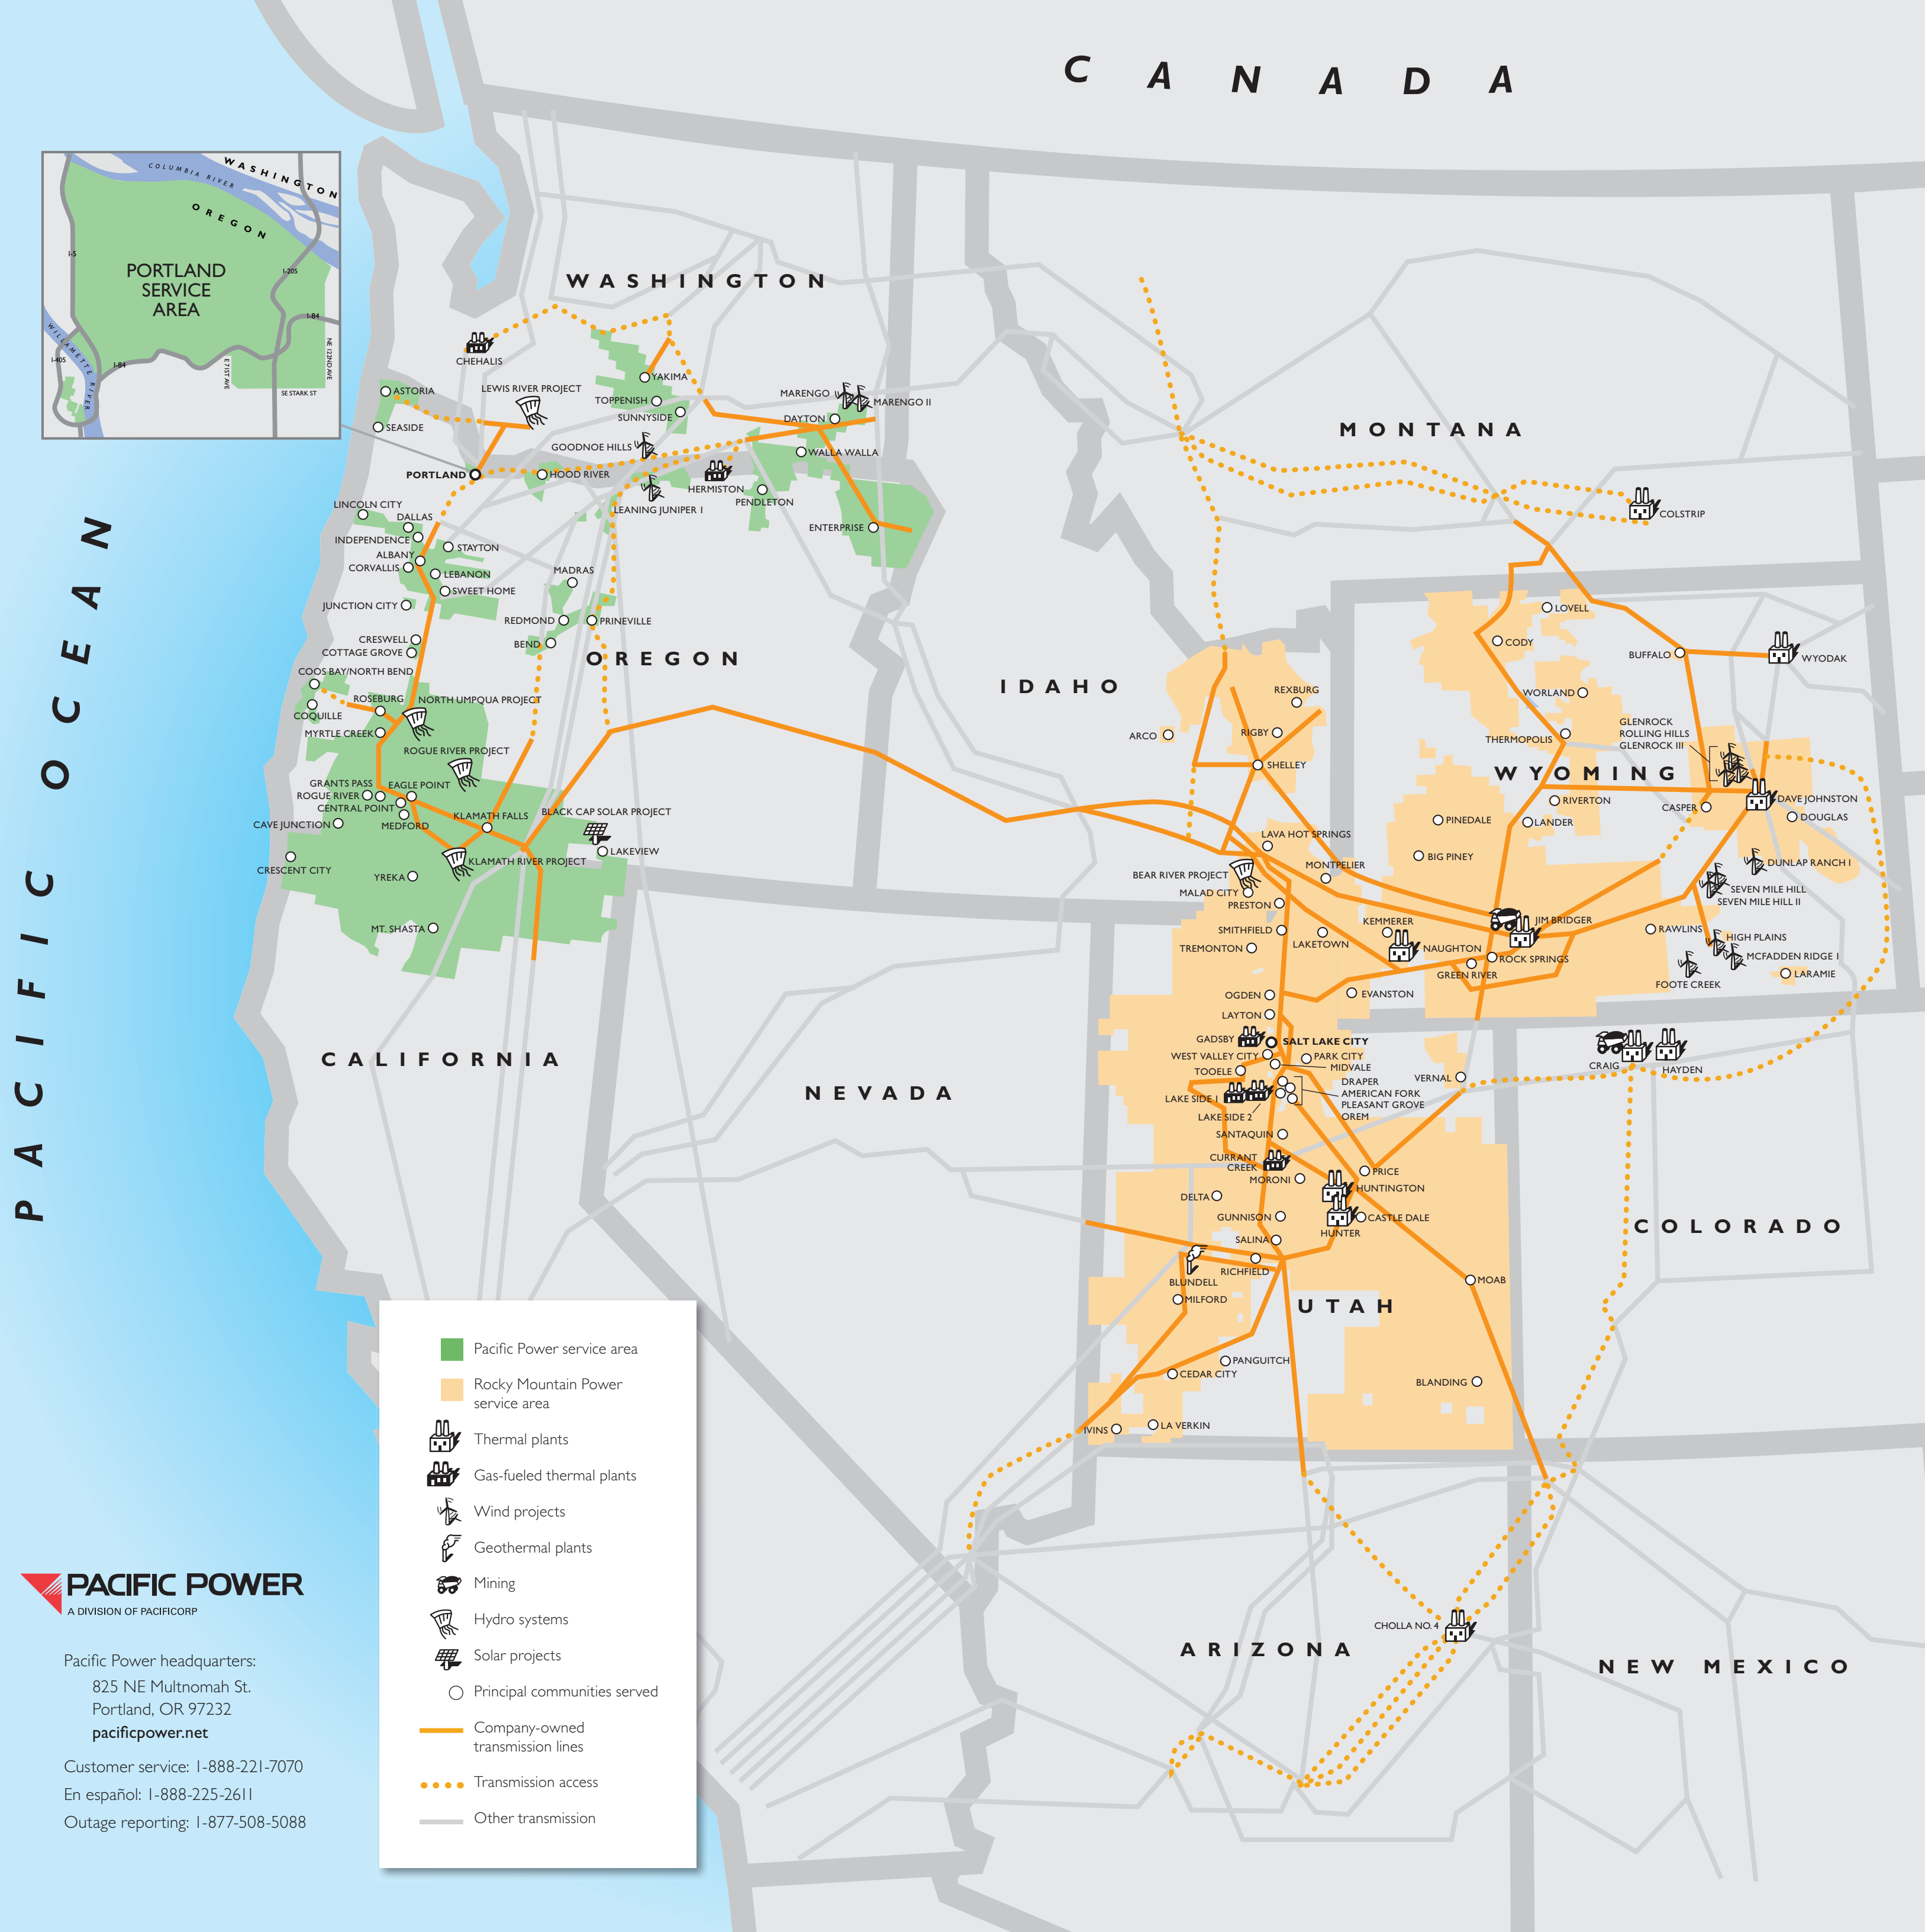 CANADA
PACIFIC OCEAN
WASHINGTON
COLUMBIA RIVER
OREGON
PORTLAND
SERVICE
AREA
I-5
I-205
I-84
I-405
I-84
WILLAMETTE RIVER
E 71ST AVE
NE 122ND AVE
SE STARK ST
WASHINGTON
CHEHALIS
LEWIS RIVER PROJECT
ASTORIA
SEASIDE
YAKIMA
TOPPENISH
SUNNYSIDE
MARENGO
MARENGO II
DAYTON
WALLA WALLA
GOODNOE HILLS
PORTLAND
HOOD RIVER
HERMISTON
PENDLETON
LEANING JUNIPER 1
ENTERPRISE
LINCOLN CITY
DALLAS
INDEPENDENCE
STAYTON
ALBANY
CORVALLIS
LEBANON
SWEET HOME
MADRAS
JUNCTION CITY
REDMOND
PRINEVILLE
CRESWELL
BEND
COTTAGE GROVE
OREGON
COOS BAY/NORTH BEND
ROSEBURG
NORTH UMPQUA PROJECT
COQUILLE
MYRTLE CREEK
ROGUE RIVER PROJECT
GRANTS PASS
EAGLE POINT
ROGUE RIVER
CENTRAL POINT
CAVE JUNCTION
MEDFORD
KLAMATH FALLS
BLACK CAP SOLAR PROJECT
LAKEVIEW
KLAMATH RIVER PROJECT
CRESCENT CITY
YREKA
MT. SHASTA
CALIFORNIA
NEVADA
IDAHO
MONTANA
COLSTRIP
REXBURG
ARCO
RIGBY
SHELLEY
LAVA HOT SPRINGS
MONTPELIER
BEAR RIVER PROJECT
MALAD CITY
PRESTON
LOVELL
CODY
BUFFALO
WYODAK
WORLAND
THERMOPOLIS
GLENROCK
ROLLING HILLS
GLENROCK III
WYOMING
RIVERTON
CASPER
DAVE JOHNSTON
DOUGLAS
PINEDALE
LANDER
BIG PINEY
DUNLAP RANCH I
SEVEN MILE HILL
SEVEN MILE HILL II
KEMMERER
JIM BRIDGER
NAUGHTON
ROCK SPRINGS
GREEN RIVER
RAWLINS
HIGH PLAINS
MCFADDEN RIDGE I
FOOTE CREEK
LARAMIE
SMITHFIELD
LAKETOWN
TREMONTON
OGDEN
EVANSTON
LAYTON
GADSBY
SALT LAKE CITY
WEST VALLEY CITY
PARK CITY
MIDVALE
TOOELE
VERNAL
DRAPER
AMERICAN FORK
PLEASANT GROVE
OREM
LAKE SIDE 1
LAKE SIDE 2
CRAIG
HAYDEN
SANTAQUIN
CURRANT
CREEK
MORONI
PRICE
HUNTINGTON
DELTA
GUNNISON
CASTLE DALE
HUNTER
SALINA
RICHFIELD
BLUNDELL
MILFORD
MOAB
UTAH
COLORADO
PANGUITCH
CEDAR CITY
BLANDING
IVINS
LA VERKIN
CHOLLA NO. 4
ARIZONA
NEW MEXICO
Pacific Power service area
Rocky Mountain Power
service area
Thermal plants
Gas-fueled thermal plants
Wind projects
Geothermal plants
Mining
Hydro systems
Solar projects
Principal communities served
Company-owned
transmission lines
Transmission access
Other transmission
PACIFIC POWER
A DIVISION OF PACIFICORP
Pacific Power headquarters:
825 NE Multnomah St.
Portland, OR 97232
pacificpower.net
Customer service: 1-888-221-7070
En español: 1-888-225-2611
Outage reporting: 1-877-508-5088